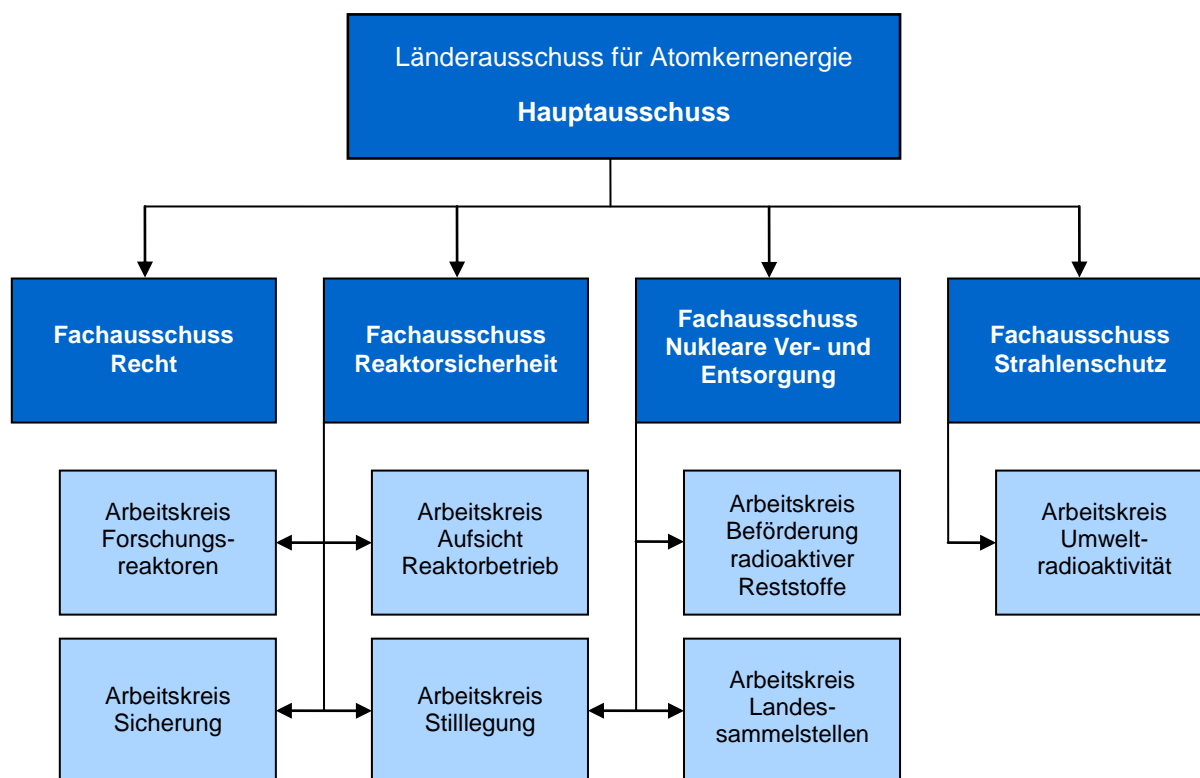 Länderausschuss für Atomkernenergie
Hauptausschuss
Fachausschuss
Recht
Fachausschuss
Reaktorsicherheit
Fachausschuss
Nukleare Ver- und
Entsorgung
Fachausschuss
Strahlenschutz
Arbeitskreis
Forschungs-
reaktoren
Arbeitskreis
Aufsicht
Reaktorbetrieb
Arbeitskreis
Beförderung
radioaktiver
Reststoffe
Arbeitskreis
Umwelt-
radioaktivität
Arbeitskreis
Sicherung
Arbeitskreis
Stilllegung
Arbeitskreis
Landes-
sammelstellen